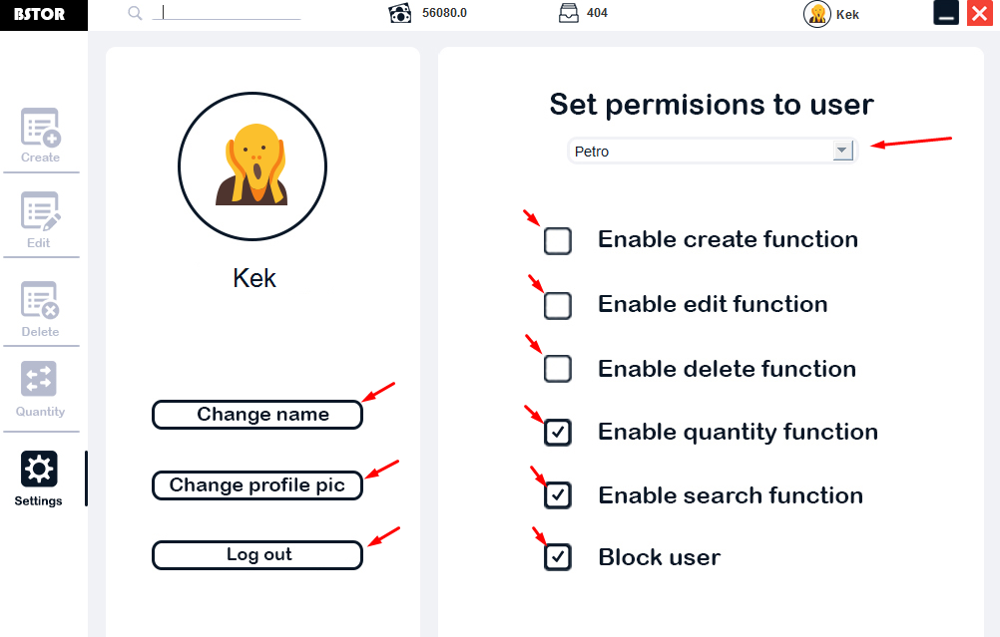 BSTOR
56080.0
404
Kek
Create
Edit
Delete
Quantity
Settings
Kek
Change name
Change profile pic
Log out
Set permisions to user
Petro
Enable create function
Enable edit function
Enable delete function
Enable quantity function
Enable search function
Block user